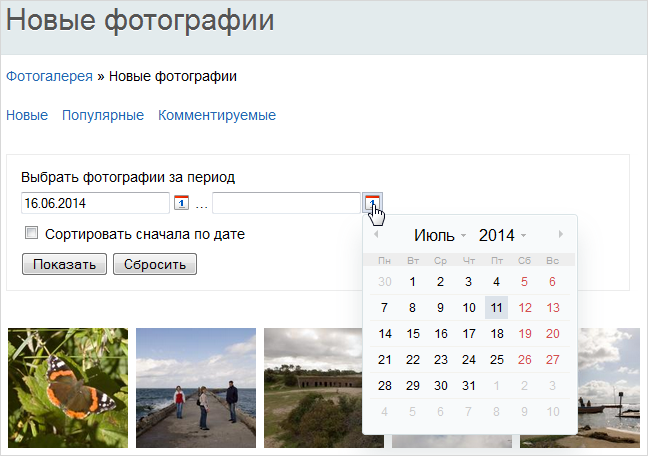 Новые фотографии
Фотогалерея » Новые фотографии
Новые Популярные Комментируемые
Выбрать фотографии за период
16.06.2014 1 ... 1
Сортировать сначала по дате
Показать Сбросить
Июль 2014
Пн Вт Ср Чт Пт Сб Вс
30 1 2 3 4 5 6
7 8 9 10 11 12 13
14 15 16 17 18 19 20
21 22 23 24 25 26 27
28 29 30 31 1 2 3
4 5 6 7 8 9 10